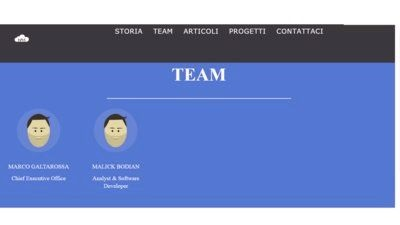 STORIA TEAM ARTICOLI PROGETTI CONTATTACI
TEAM
MARCO GALTAROSSA MALICK BODIAN
Chief Executive Office Analyst & Software
Developer